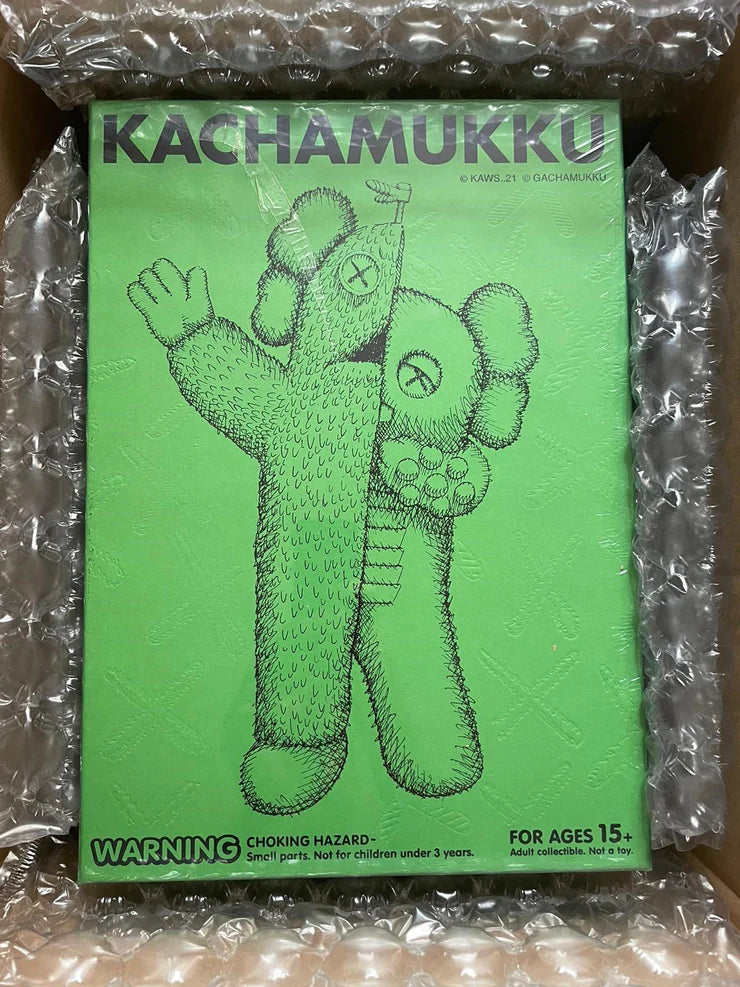 KACHAMUKKU
© KAWS..21 © GACHAMUKKU
WARNING CHOKING HAZARD-
Small parts. Not for children under 3 years.
FOR AGES 15+
Adult collectible. Not a toy.